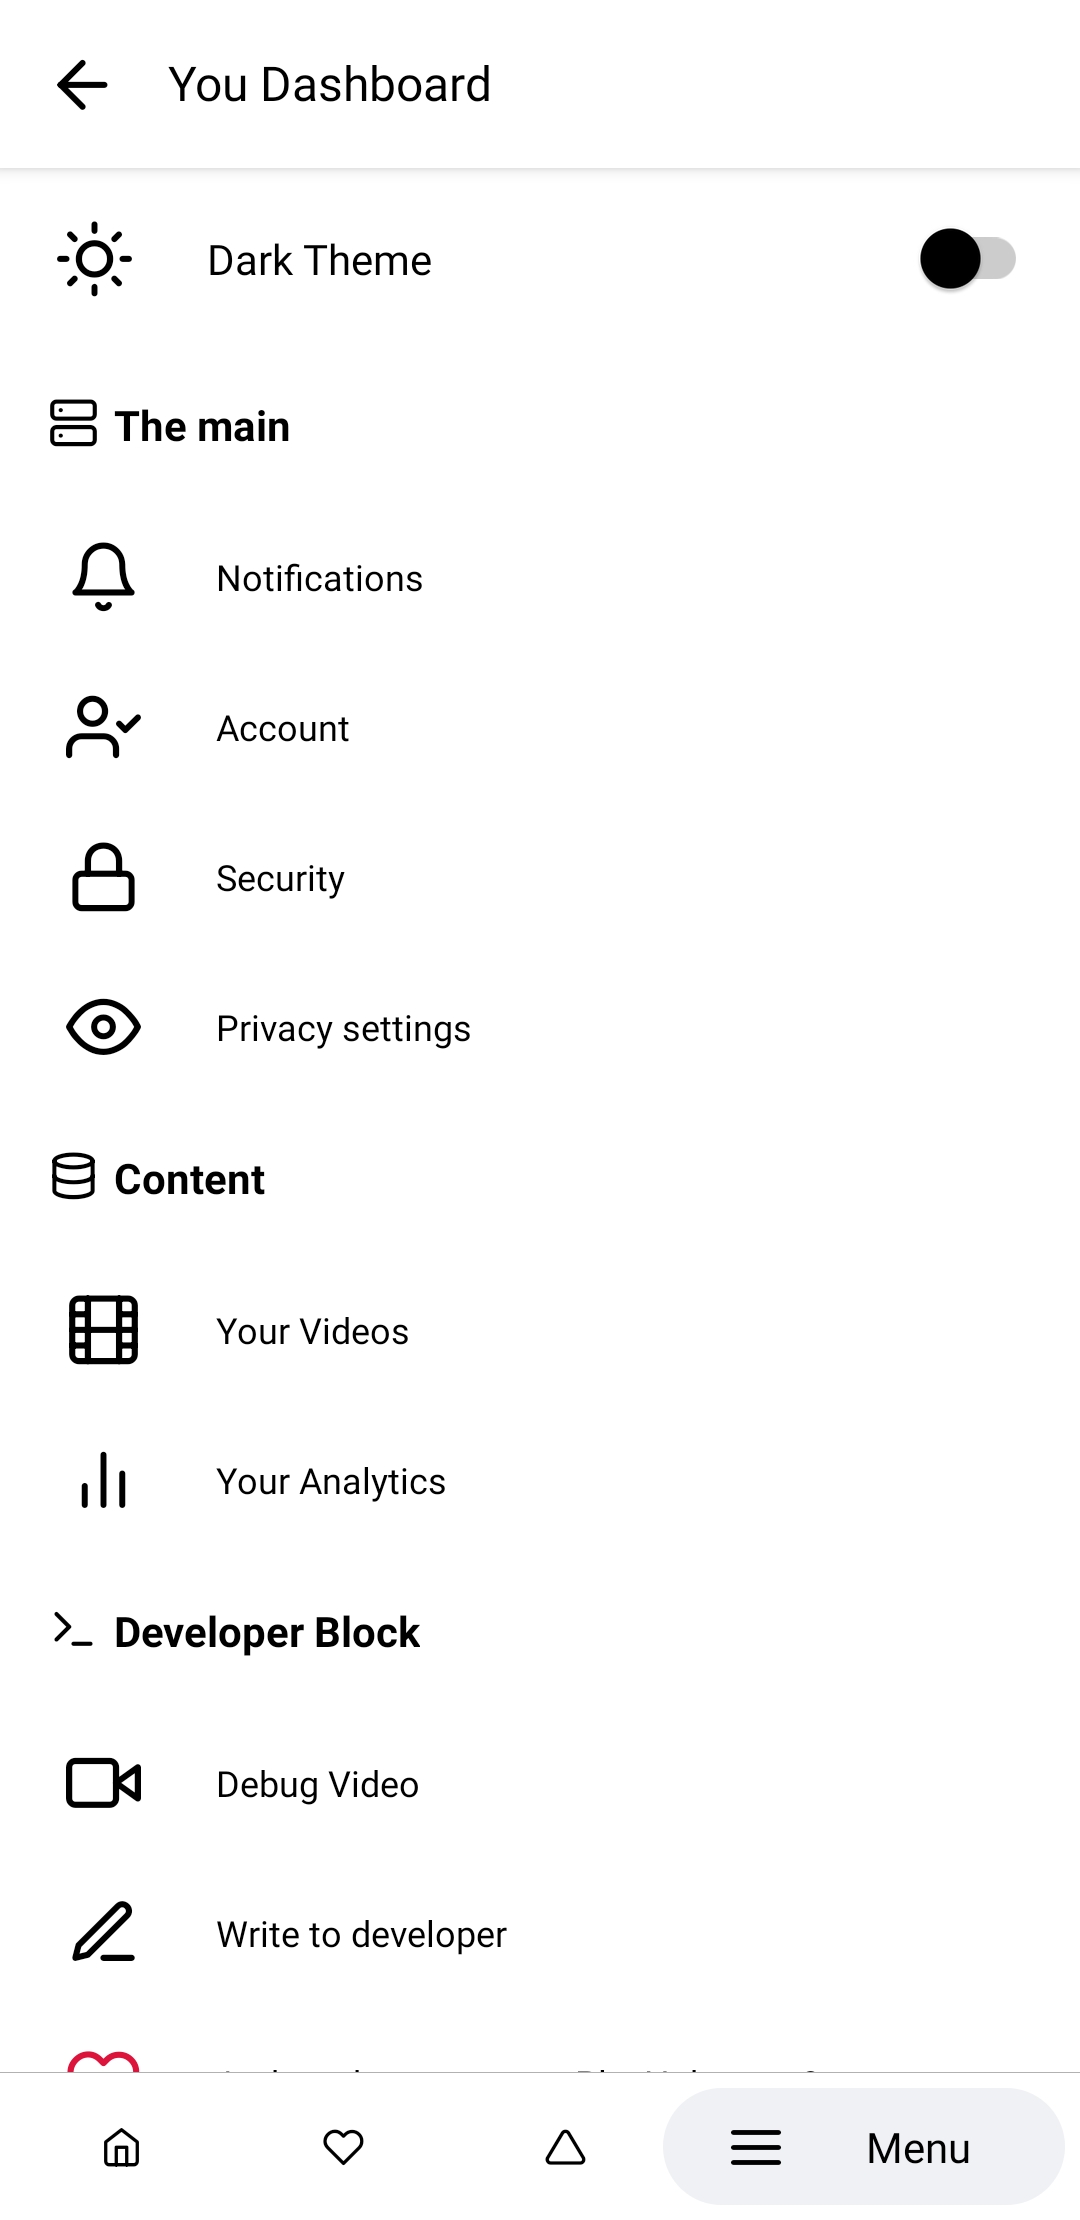 You Dashboard
Dark Theme
The main
Notifications
Account
Security
Privacy settings
Content
Your Videos
Your Analytics
Developer Block
Debug Video
Write to developer
Menu